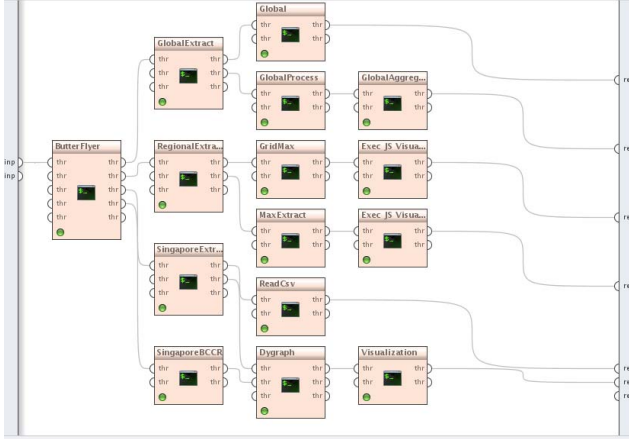 inp
inp
ButterFlyer
thr thr
thr thr
thr thr
thr thr
thr thr
GlobalExtract
thr thr
thr thr
thr thr
Global
thr thr
thr thr
GlobalProcess
thr thr
thr thr
GlobalAggreg...
thr thr
thr thr
RegionalExtra...
thr thr
thr thr
thr thr
GridMax
thr thr
thr thr
Exec JS Visua...
thr thr
thr thr
MaxExtract
thr thr
thr thr
Exec JS Visua...
thr thr
thr thr
SingaporeExtr...
thr thr
thr thr
thr thr
ReadCsv
thr thr
thr thr
SingaporeBCCR
thr thr
thr thr
Dygraph
thr thr
thr thr
Visualization
thr thr
thr thr
re
re
re
re
re
re
re